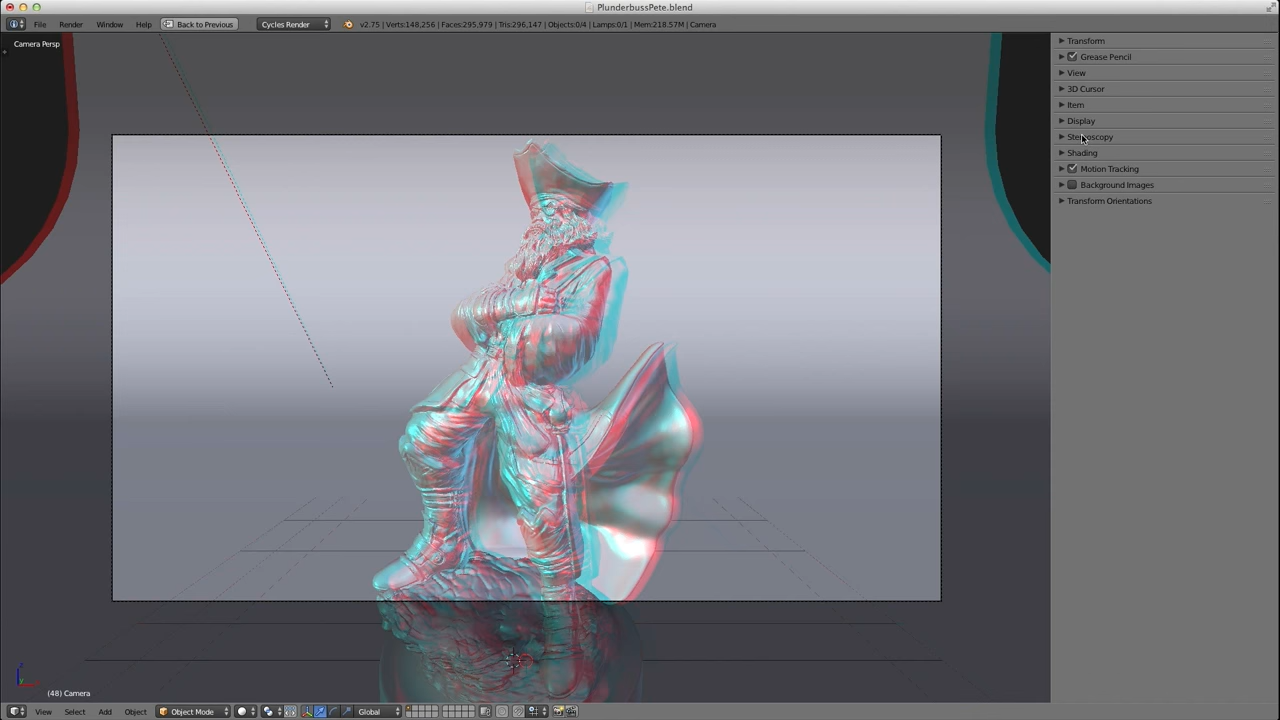 PlunderbussPete.blend
File Render Window Help Back to Previous Cycles Render v2.75 | Verts:148,256 | Faces:295,979 | Tris:296,147 | Objects:0/4 | Lamps:0/1 | Mem:218.57M | Camera
Camera Persp
Transform
Grease Pencil
View
3D Cursor
Item
Display
Stereoscopy
Shading
Motion Tracking
Background Images
Transform Orientations
z
y
(48) Camera
View Select Add Object Object Mode Global